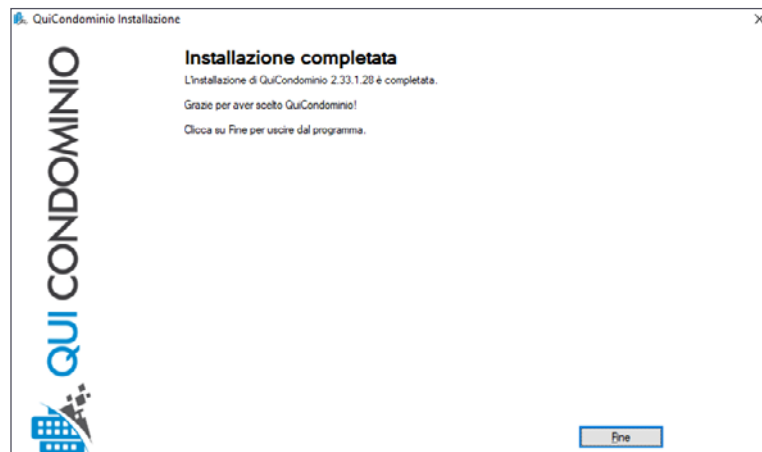 QuiCondominio Installazione
Installazione completata
L'installazione di QuiCondominio 2.33.1.28 è completata.
Grazie per aver scelto QuiCondominio!
Clicca su Fine per uscire dal programma.
QUI CONDOMINIO
Fine